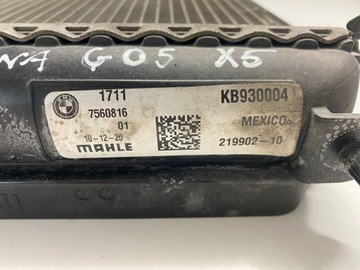 NA G05 X5
1711
KB930004
7560816
01
MEXICO
10-12-20
MAHLE
219902-10